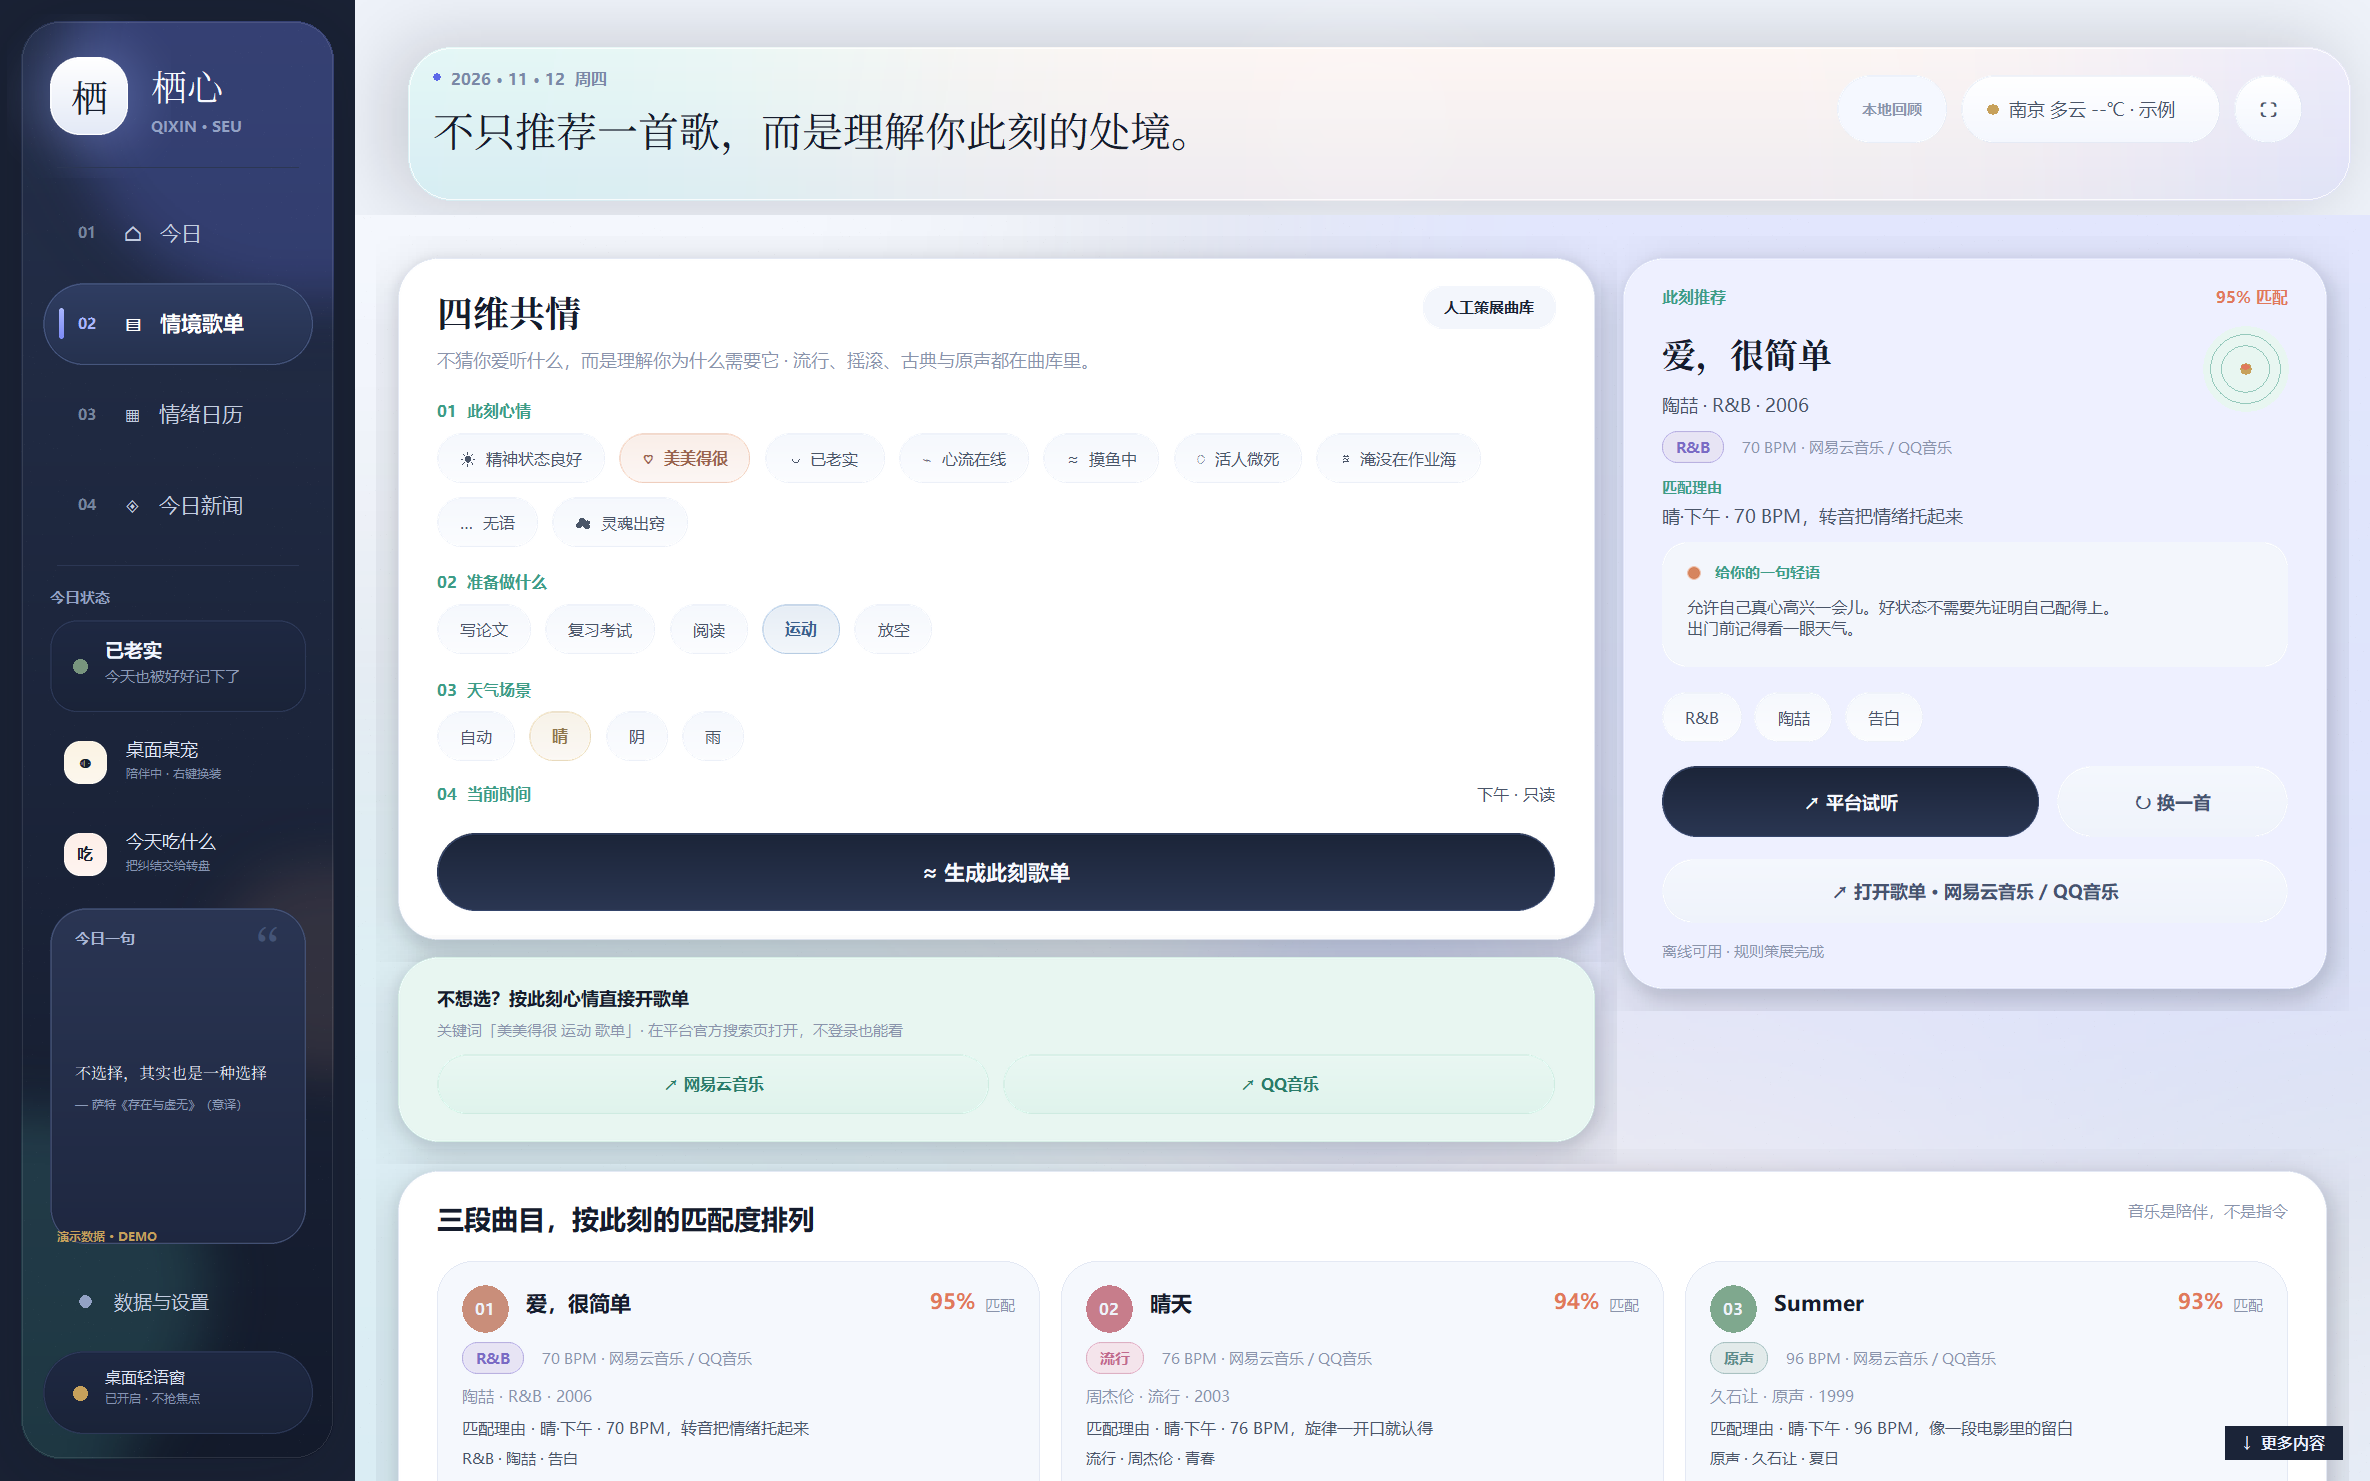 栖
栖心
QIXIN • SEU
01 今日
02 情境歌单
03 情绪日历
04 今日新闻
今日状态
已老实
今天也被好好记下了
桌面桌宠
陪伴中 · 右键换装
吃
今天吃什么
把纠结交给转盘
今日一句
“
不选择，其实也是一种选择
— 萨特《存在与虚无》（意译）
演示数据 • DEMO
数据与设置
桌面轻语窗
已开启 · 不抢焦点
2026 • 11 • 12 周四
不只推荐一首歌，而是理解你此刻的处境。
本地回顾
南京 多云 --℃ · 示例
四维共情
人工策展曲库
不猜你爱听什么，而是理解你为什么需要它 · 流行、摇滚、古典与原声都在曲库里。
01 此刻心情
☀ 精神状态良好
♡ 美美得很
已老实
心流在线
≈ 摸鱼中
活人微死
淹没在作业海
... 无语
☁ 灵魂出窍
02 准备做什么
写论文
复习考试
阅读
运动
放空
03 天气场景
自动
晴
阴
雨
04 当前时间
下午 · 只读
≈ 生成此刻歌单
不想选？按此刻心情直接开歌单
关键词「美美得很 运动 歌单」· 在平台官方搜索页打开，不登录也能看
↗ 网易云音乐
↗ QQ音乐
此刻推荐
95% 匹配
爱，很简单
陶喆 · R&B · 2006
R&B 70 BPM · 网易云音乐 / QQ音乐
匹配理由
晴·下午 · 70 BPM，转音把情绪托起来
给你的一句轻语
允许自己真心高兴一会儿。好状态不需要先证明自己配得上。
出门前记得看一眼天气。
R&B
陶喆
告白
↗ 平台试听
↻ 换一首
↗ 打开歌单 • 网易云音乐 / QQ音乐
离线可用 · 规则策展完成
三段曲目，按此刻的匹配度排列
音乐是陪伴，不是指令
01 爱，很简单 95% 匹配
R&B 70 BPM · 网易云音乐 / QQ音乐
陶喆 · R&B · 2006
匹配理由 · 晴·下午 · 70 BPM，转音把情绪托起来
R&B · 陶喆 · 告白
02 晴天 94% 匹配
流行 76 BPM · 网易云音乐 / QQ音乐
周杰伦 · 流行 · 2003
匹配理由 · 晴·下午 · 76 BPM，旋律一开口就认得
流行 · 周杰伦 · 青春
03 Summer 93% 匹配
原声 96 BPM · 网易云音乐 / QQ音乐
久石让 · 原声 · 1999
匹配理由 · 晴·下午 · 96 BPM，像一段电影里的留白
原声 · 久石让 · 夏日
↓ 更多内容